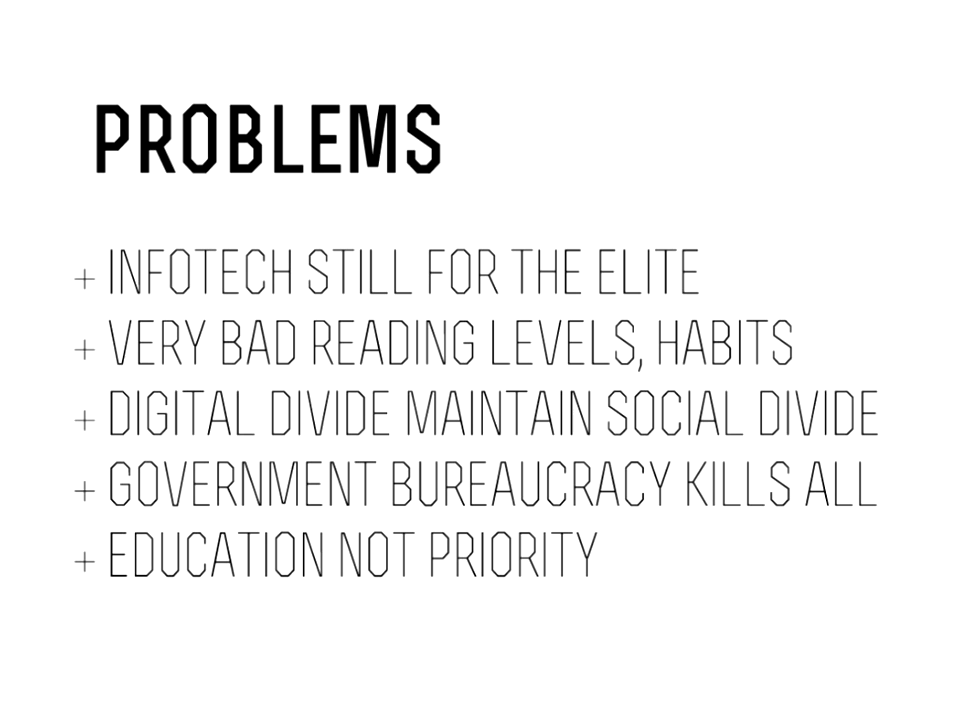 PROBLEMS
+ INFOTECH STILL FOR THE ELITE
+ VERY BAD READING LEVELS, HABITS
+ DIGITAL DIVIDE MAINTAIN SOCIAL DIVIDE
+ GOVERNMENT BUREAUCRACY KILLS ALL
+ EDUCATION NOT PRIORITY